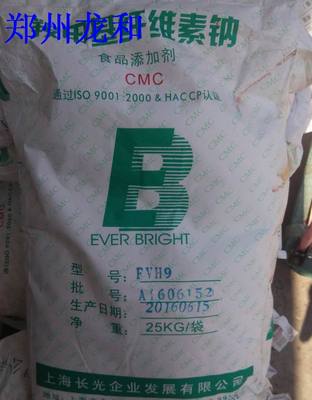 郑州龙和
羧甲基纤维素钠
食品添加剂
CMC
通过ISO 9001:2000 & HACCP认证
EVER BRIGHT
型 号: FVH9
批 号: A1606152
生产日期: 20160615
净 重: 25KG/袋
上海长光企业发展有限公司